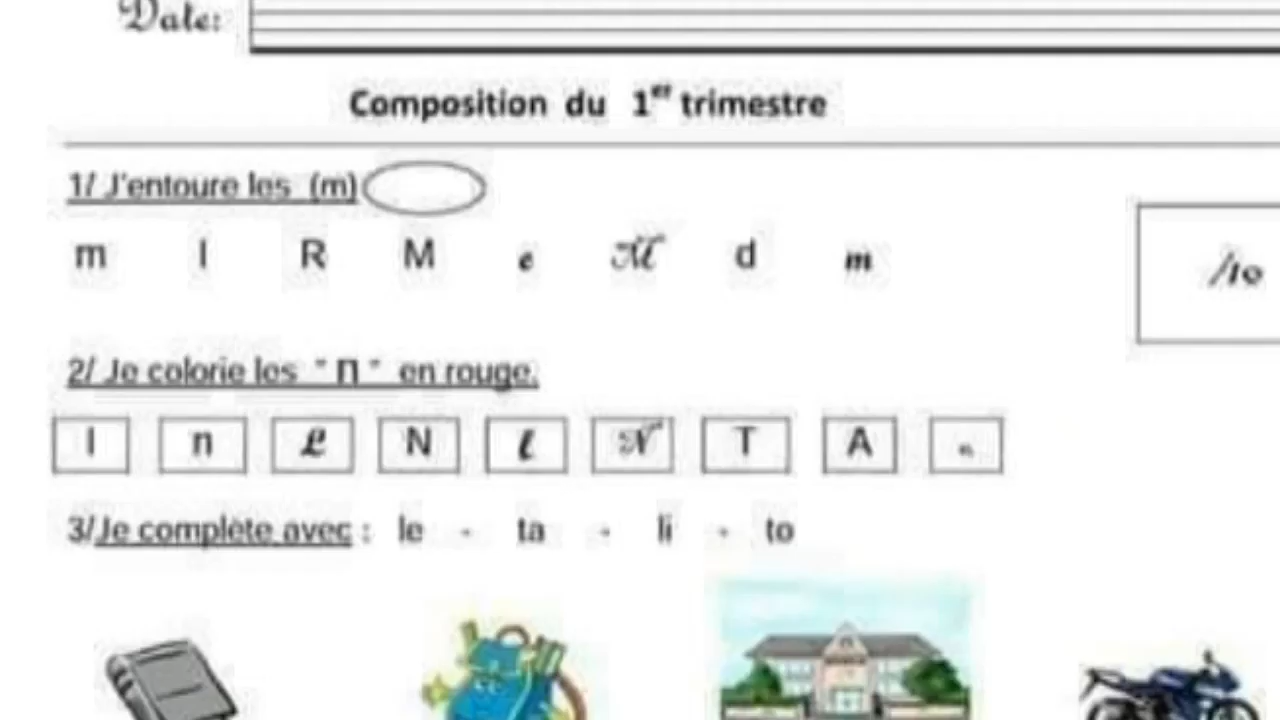 Date:
Composition du 1er trimestre
1/ J'entoure les (m)
m l R M e M d m
/10
2/ Je colorie les " n " en rouge.
l n L N l N T A n
3/Je complète avec : le - ta - li - to